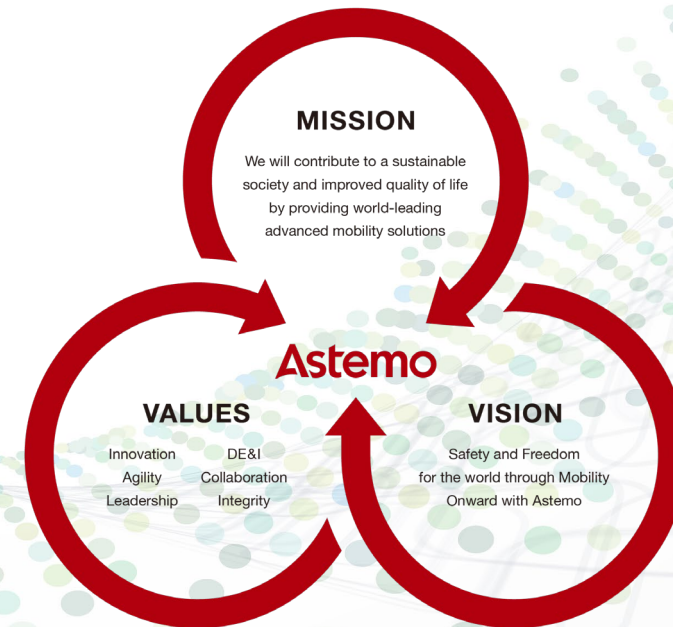 MISSION
We will contribute to a sustainable
society and improved quality of life
by providing world-leading
advanced mobility solutions
Astemo
VALUES
Innovation DE&I
Agility Collaboration
Leadership Integrity
VISION
Safety and Freedom
for the world through Mobility
Onward with Astemo